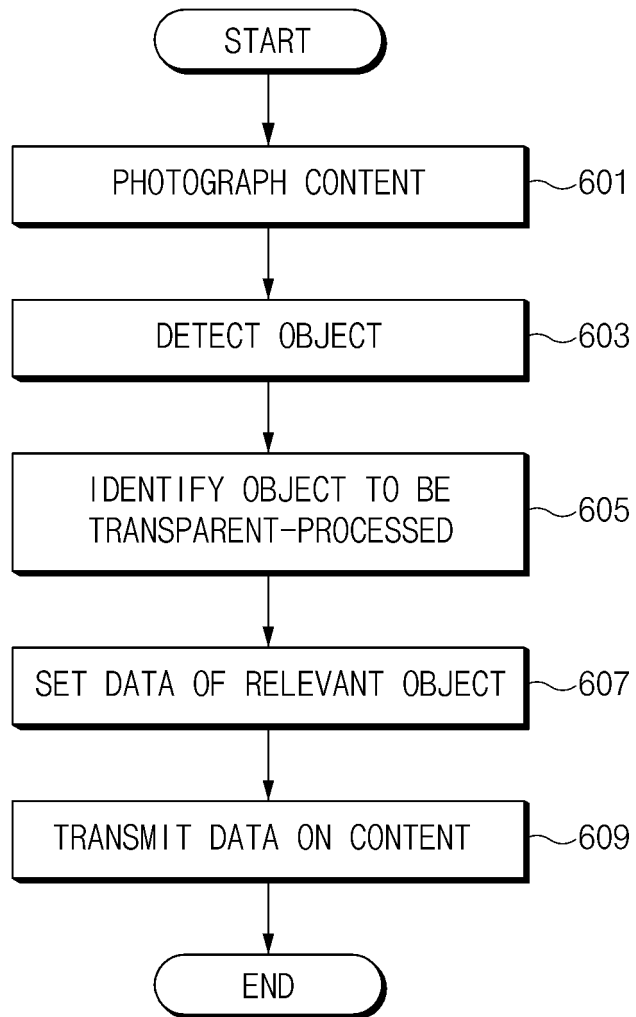 START
PHOTOGRAPH CONTENT
601
DETECT OBJECT
603
IDENTIFY OBJECT TO BE
TRANSPARENT-PROCESSED
605
SET DATA OF RELEVANT OBJECT
607
TRANSMIT DATA ON CONTENT
609
END